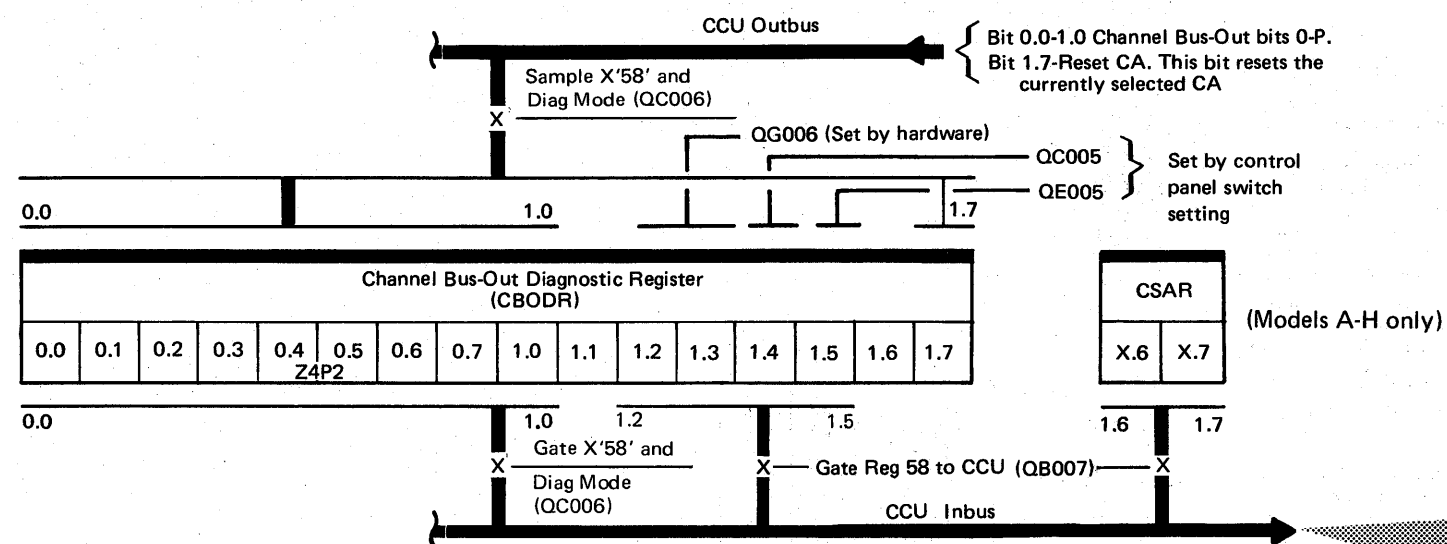 CCU Outbus
Bit 0.0-1.0 Channel Bus-Out bits 0-P.
Bit 1.7-Reset CA. This bit resets the
currently selected CA
Sample X'58' and
Diag Mode (QC006)
X
QG006 (Set by hardware)
QC005
QE005
Set by control
panel switch
setting
0.0
1.0
1.7
Channel Bus-Out Diagnostic Register
(CBODR)
0.0 0.1 0.2 0.3 0.4 0.5 0.6 0.7 1.0 1.1 1.2 1.3 1.4 1.5 1.6 1.7
Z4P2
CSAR
X.6 X.7
(Models A-H only)
0.0
1.0
1.2
1.5
1.6
1.7
Gate X'58' and
Diag Mode
(QC006)
X
X
Gate Reg 58 to CCU (QB007)
X
CCU Inbus